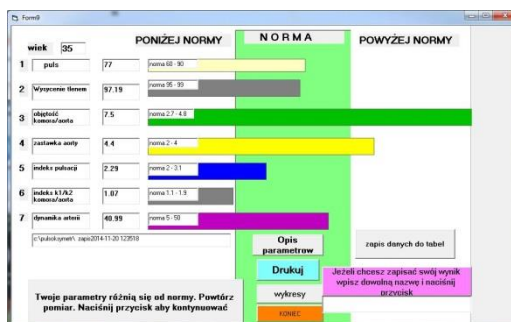 Form9
PONIŻEJ NORMY
NORMA
POWYŻEJ NORMY
wiek 35
1 puls 77 norma 60 - 90
2 Wysycenie tlenem 97.19 norma 95 - 99
3 objętość komora/aorta 7.5 norma 2.7 - 4.8
4 zastawka aorty 4.4 norma 2 - 4
5 indeks pulsacji 2.29 norma 2 - 3.1
6 indeks k1/k2 komora/aorta 1.07 norma 1.1 - 1.9
7 dynamika arterii 40.99 norma 5 - 50
c:\pulsoksymetr\ zapis2014-11-20 123518
Opis parametrow
zapis danych do tabel
Drukuj
Jeżeli chcesz zapisać swój wynik
wpisz dowolną nazwę i naciśnij
przycisk
wykresy
Twoje parametry różnią się od normy. Powtórz
pomiar. Naciśnij przycisk aby kontynuować
KONIEC